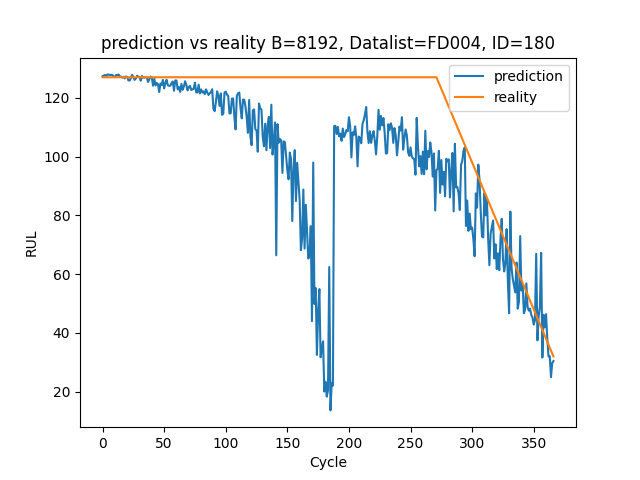 prediction vs reality B=8192, Datalist=FD004, ID=180
prediction
reality
120
100
80
60
40
20
RUL
0 50 100 150 200 250 300 350
Cycle